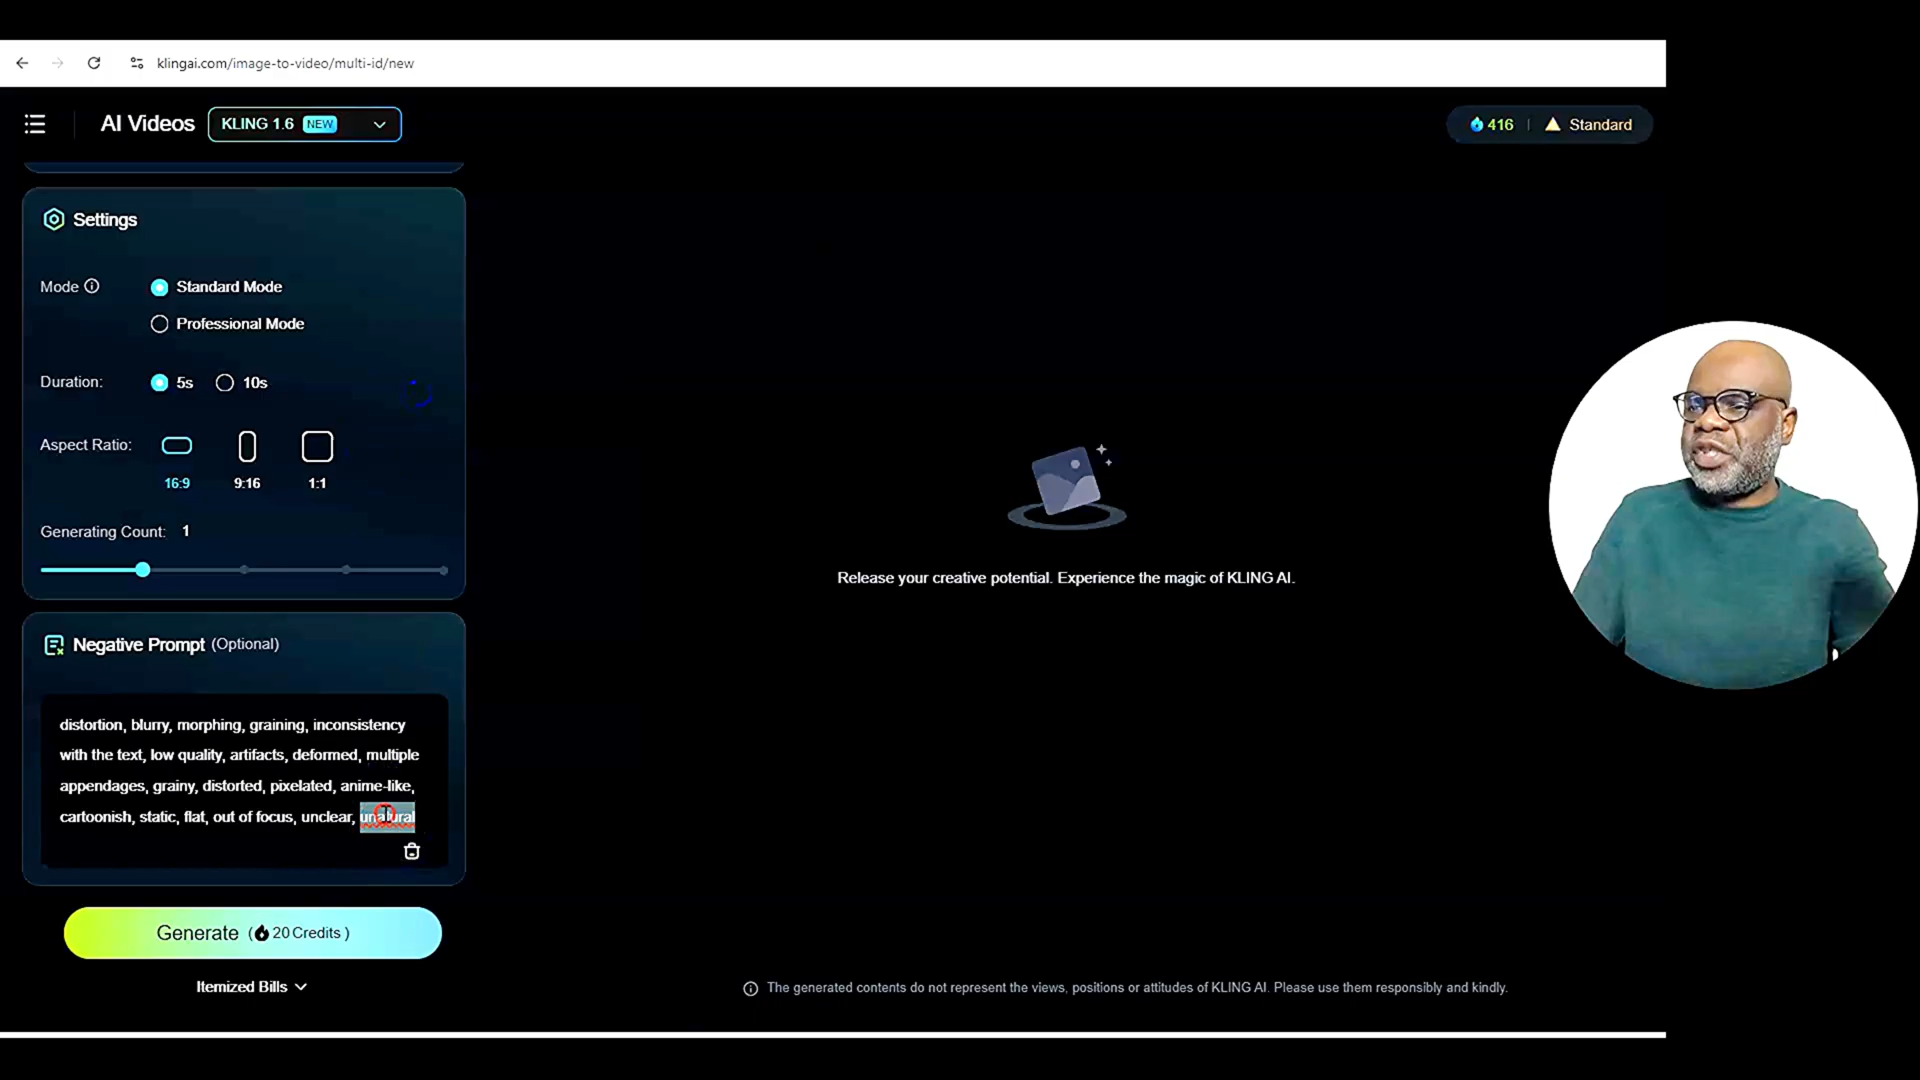 klingai.com/image-to-video/multi-id/new
AI Videos
KLING 1.6 NEW
416 | Standard
Settings
Mode
Standard Mode
Professional Mode
Duration:
5s
10s
Aspect Ratio:
16:9
9:16
1:1
Generating Count: 1
Release your creative potential. Experience the magic of KLING AI.
Negative Prompt (Optional)
distortion, blurry, morphing, graining, inconsistency
with the text, low quality, artifacts, deformed, multiple
appendages, grainy, distorted, pixelated, anime-like,
cartoonish, static, flat, out of focus, unclear, unatural
Generate ( 20 Credits )
Itemized Bills
The generated contents do not represent the views, positions or attitudes of KLING AI. Please use them responsibly and kindly.